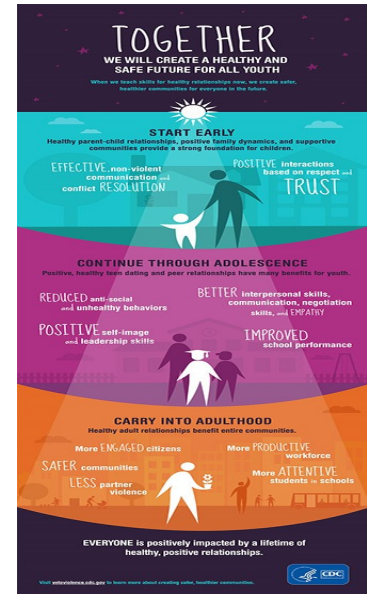 TOGETHER
WE WILL CREATE A HEALTHY AND
SAFE FUTURE FOR ALL YOUTH
When we teach skills for healthy relationships now, we create safer,
healthier communities for everyone in the future.
START EARLY
Healthy parent-child relationships, positive family dynamics, and supportive
communities provide a strong foundation for children.
EFFECTIVE, non-violent
communication and
conflict RESOLUTION
POSITIVE interactions
based on respect and
TRUST
CONTINUE THROUGH ADOLESCENCE
Positive, healthy teen dating and peer relationships have many benefits for youth.
REDUCED anti-social
and unhealthy behaviors
POSITIVE self-image
and leadership skills
BETTER interpersonal skills,
communication, negotiation
skills, and EMPATHY
IMPROVED
school performance
CARRY INTO ADULTHOOD
Healthy adult relationships benefit entire communities.
More ENGAGED citizens
SAFER communities
LESS partner
violence
More PRODUCTIVE
workforce
More ATTENTIVE
students in schools
EVERYONE is positively impacted by a lifetime of
healthy, positive relationships.
Visit vetoviolence.cdc.gov to learn more about creating safer, healthier communities.
CDC